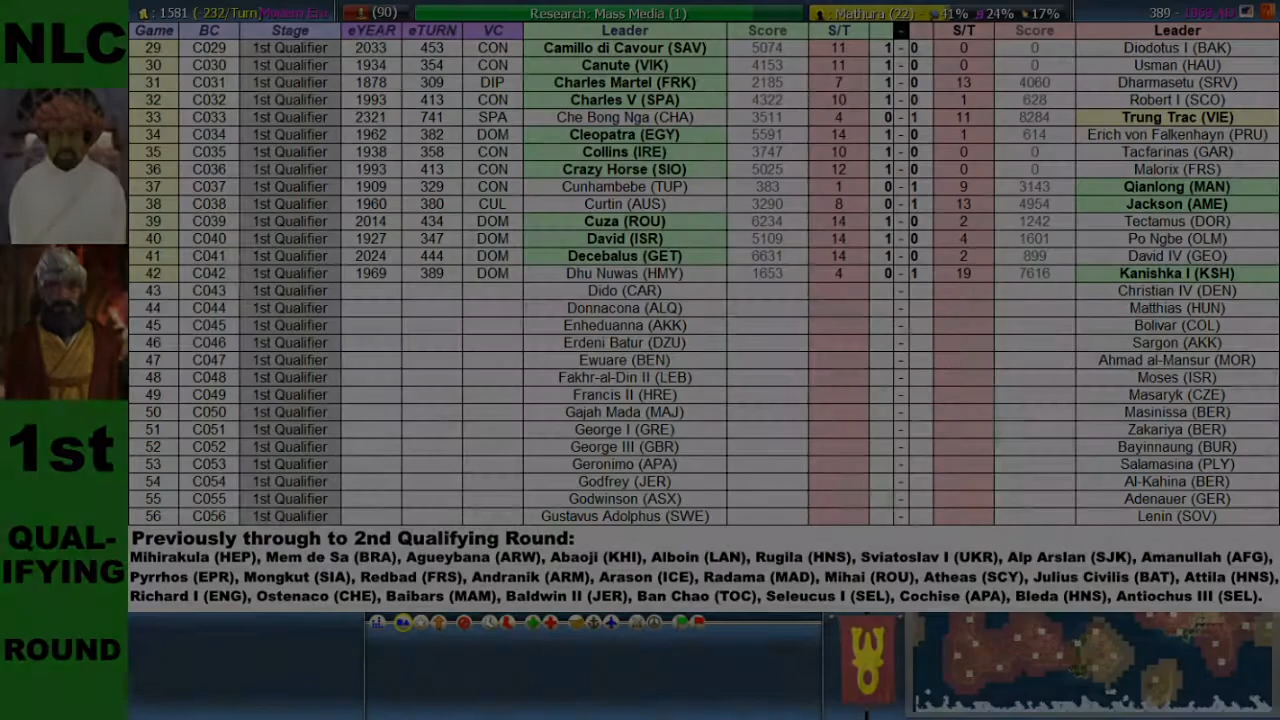 : 1581 (-232/Turn) Modern Era (90) Research: Mass Media (1) : Mathura (22) 41% 24% 17% 389 - 1969 AD
NLC
Game BC Stage eYEAR eTURN VC Leader Score S/T - S/T Score Leader
29 C029 1st Qualifier 2033 453 CON Camillo di Cavour (SAV) 5074 11 1 - 0 0 0 Diodotus I (BAK)
30 C030 1st Qualifier 1934 354 CON Canute (VIK) 4153 11 1 - 0 0 0 Usman (HAU)
31 C031 1st Qualifier 1878 309 DIP Charles Martel (FRK) 2185 7 1 - 0 13 4060 Dharmasetu (SRV)
32 C032 1st Qualifier 1993 413 CON Charles V (SPA) 4322 10 1 - 0 1 628 Robert I (SCO)
33 C033 1st Qualifier 2321 741 SPA Che Bong Nga (CHA) 3511 4 0 - 1 11 8284 Trung Trac (VIE)
34 C034 1st Qualifier 1962 382 DOM Cleopatra (EGY) 5591 14 1 - 0 1 614 Erich von Falkenhayn (PRU)
35 C035 1st Qualifier 1938 358 CON Collins (IRE) 3747 10 1 - 0 0 0 Tacfarinas (GAR)
36 C036 1st Qualifier 1993 413 CON Crazy Horse (SIO) 5025 12 1 - 0 0 0 Malorix (FRS)
37 C037 1st Qualifier 1909 329 CON Cunhambebe (TUP) 383 1 0 - 1 9 3143 Qianlong (MAN)
38 C038 1st Qualifier 1960 380 CUL Curtin (AUS) 3290 8 0 - 1 13 4954 Jackson (AME)
39 C039 1st Qualifier 2014 434 DOM Cuza (ROU) 6234 14 1 - 0 2 1242 Tectamus (DOR)
40 C040 1st Qualifier 1927 347 DOM David (ISR) 5109 14 1 - 0 4 1601 Po Ngbe (OLM)
41 C041 1st Qualifier 2024 444 DOM Decebalus (GET) 6631 14 1 - 0 2 899 David IV (GEO)
42 C042 1st Qualifier 1969 389 DOM Dhu Nuwas (HMY) 1653 4 0 - 1 19 7616 Kanishka I (KSH)
43 C043 1st Qualifier Dido (CAR) - Christian IV (DEN)
44 C044 1st Qualifier Donnacona (ALQ) - Matthias (HUN)
45 C045 1st Qualifier Enheduanna (AKK) - Bolivar (COL)
46 C046 1st Qualifier Erdeni Batur (DZU) - Sargon (AKK)
47 C047 1st Qualifier Ewuare (BEN) - Ahmad al-Mansur (MOR)
48 C048 1st Qualifier Fakhr-al-Din II (LEB) - Moses (ISR)
49 C049 1st Qualifier Francis II (HRE) - Masaryk (CZE)
50 C050 1st Qualifier Gajah Mada (MAJ) - Masinissa (BER)
51 C051 1st Qualifier George I (GRE) - Zakariya (BER)
52 C052 1st Qualifier George III (GBR) - Bayinnaung (BUR)
53 C053 1st Qualifier Geronimo (APA) - Salamasina (PLY)
54 C054 1st Qualifier Godfrey (JER) - Al-Kahina (BER)
55 C055 1st Qualifier Godwinson (ASX) - Adenauer (GER)
56 C056 1st Qualifier Gustavus Adolphus (SWE) - Lenin (SOV)
1st
QUAL-
IFYING
ROUND
Previously through to 2nd Qualifying Round:
Mihirakula (HEP), Mem de Sa (BRA), Agueybana (ARW), Abaoji (KHI), Alboin (LAN), Rugila (HNS), Sviatoslav I (UKR), Alp Arslan (SJK), Amanullah (AFG),
Pyrrhos (EPR), Mongkut (SIA), Redbad (FRS), Andranik (ARM), Arason (ICE), Radama (MAD), Mihai (ROU), Atheas (SCY), Julius Civilis (BAT), Attila (HNS),
Richard I (ENG), Ostenaco (CHE), Baibars (MAM), Baldwin II (JER), Ban Chao (TOC), Seleucus I (SEL), Cochise (APA), Bleda (HNS), Antiochus III (SEL).